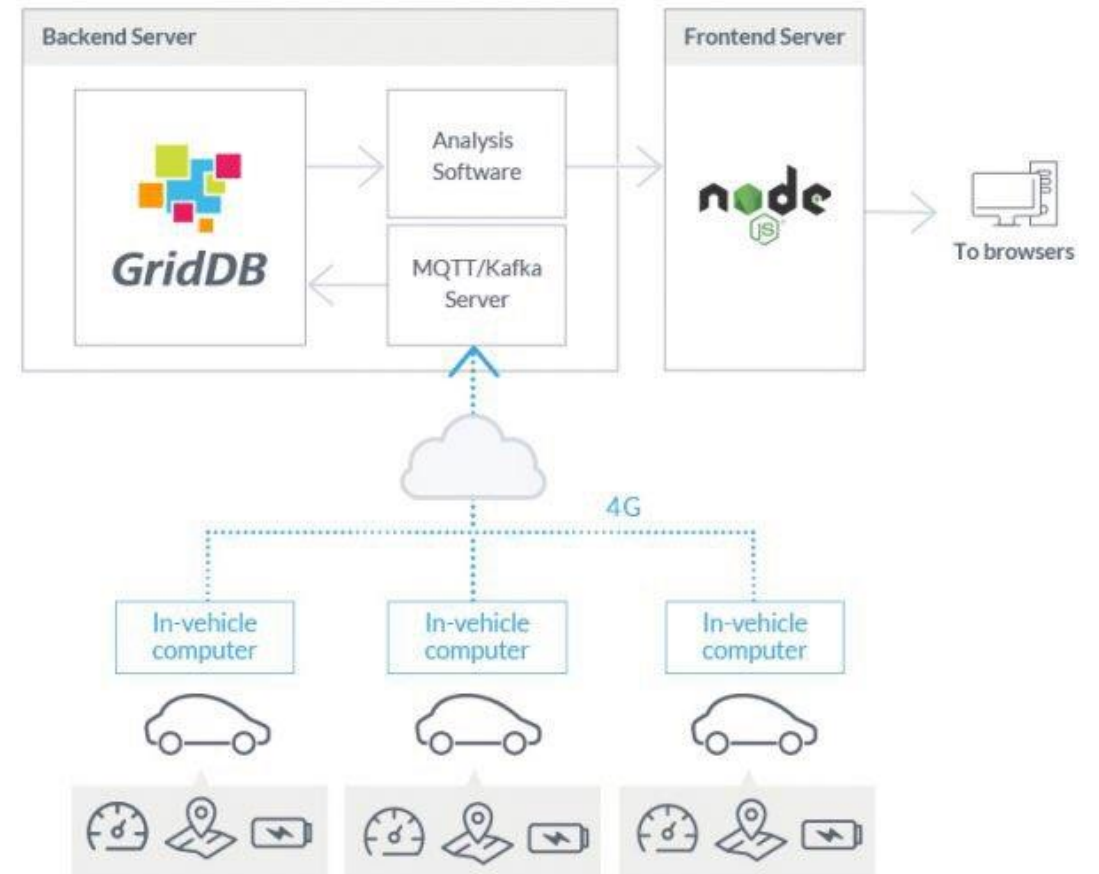 Backend Server
Frontend Server
GridDB
Analysis
Software
MQTT/Kafka
Server
node
JS
To browsers
4G
In-vehicle
computer
In-vehicle
computer
In-vehicle
computer